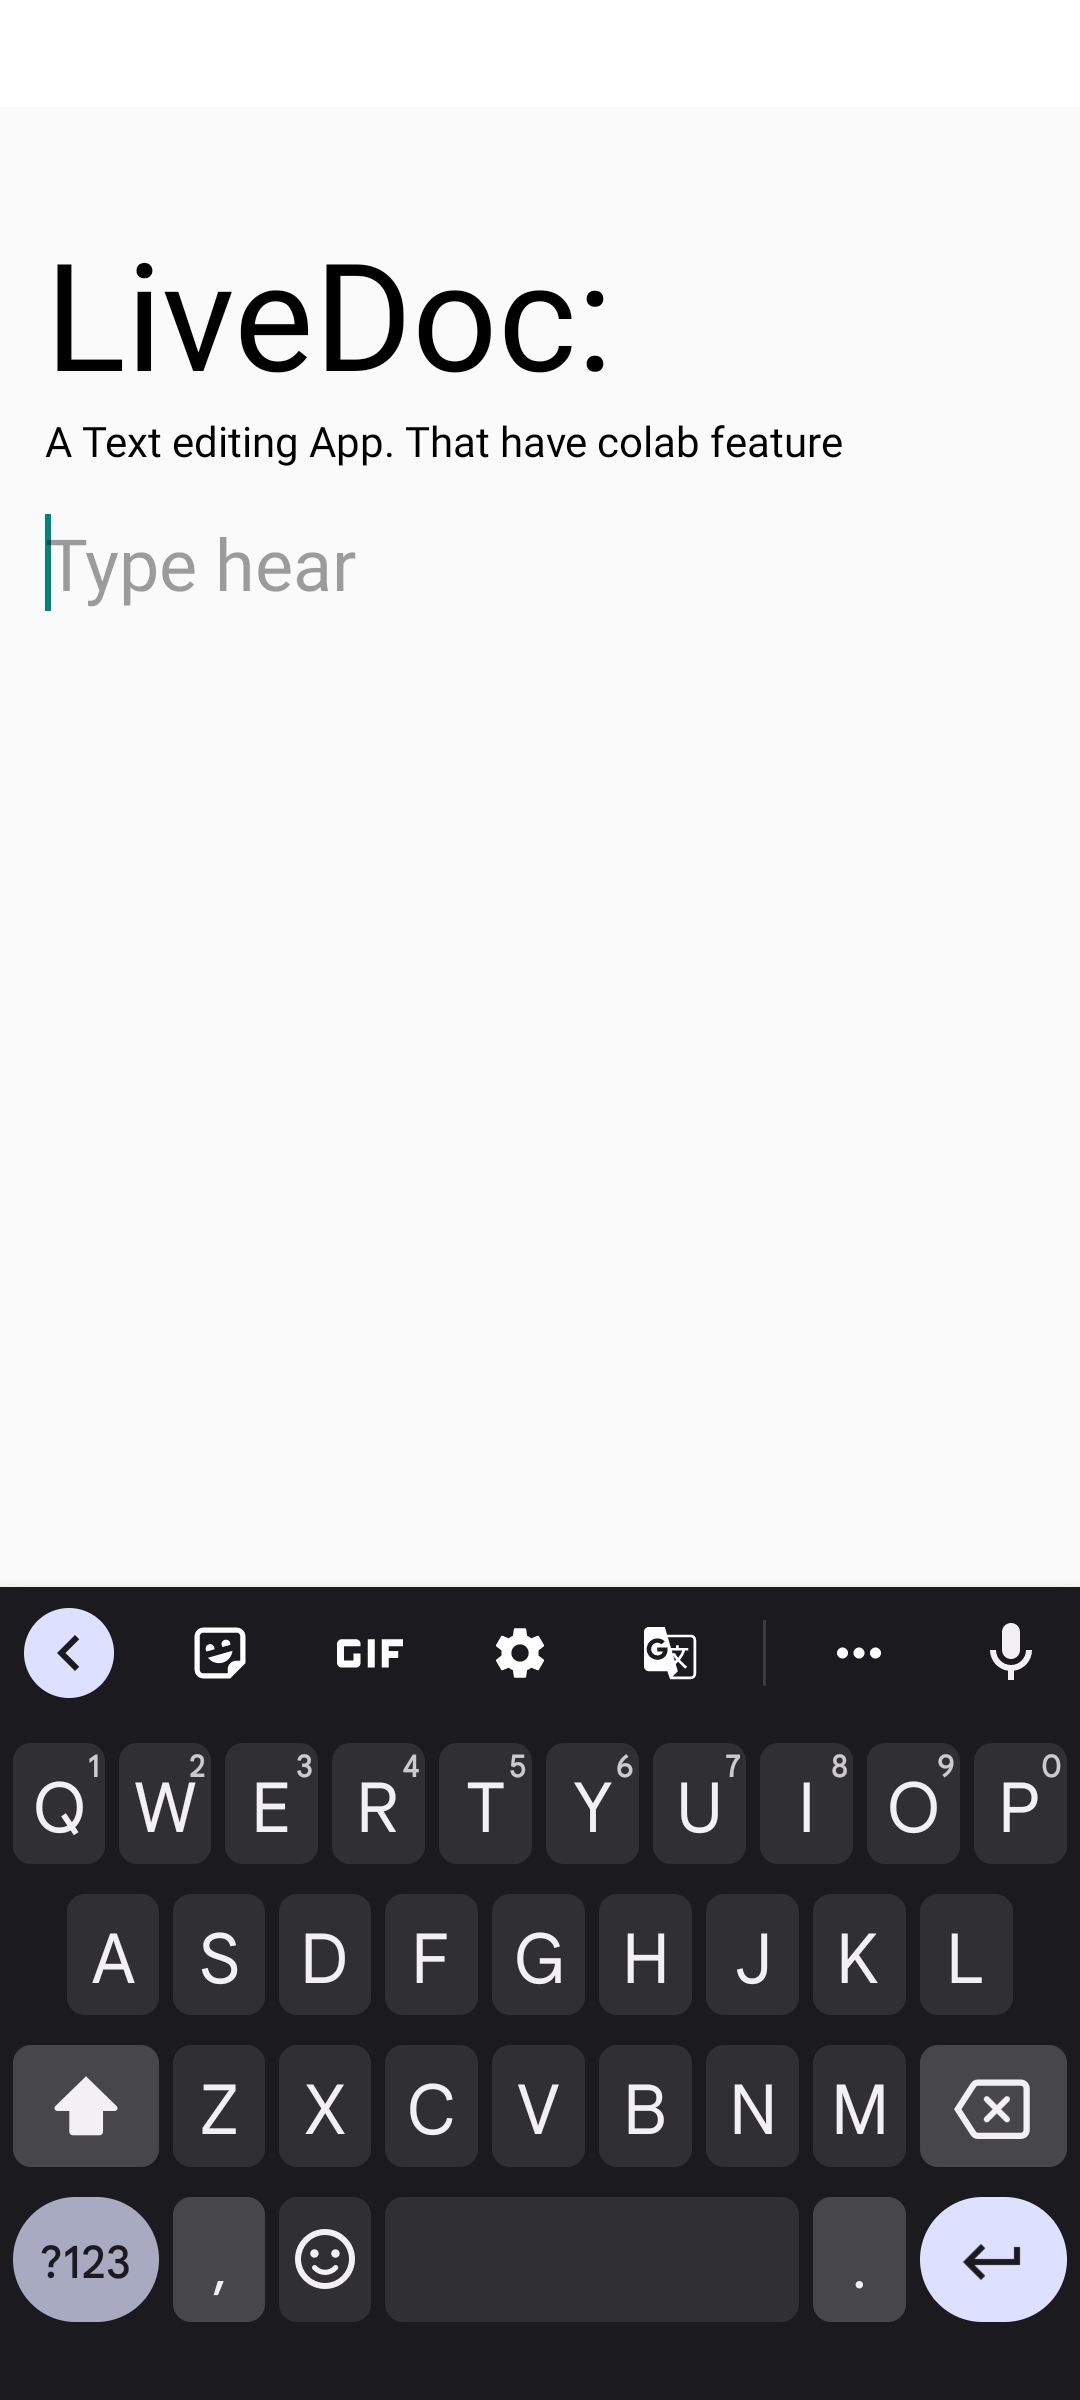 LiveDoc:
A Text editing App. That have colab feature
Type hear
GIF
G 文
1 2 3 4 5 6 7 8 9 0
Q W E R T Y U I O P
A S D F G H J K L
Z X C V B N M
?123 , .